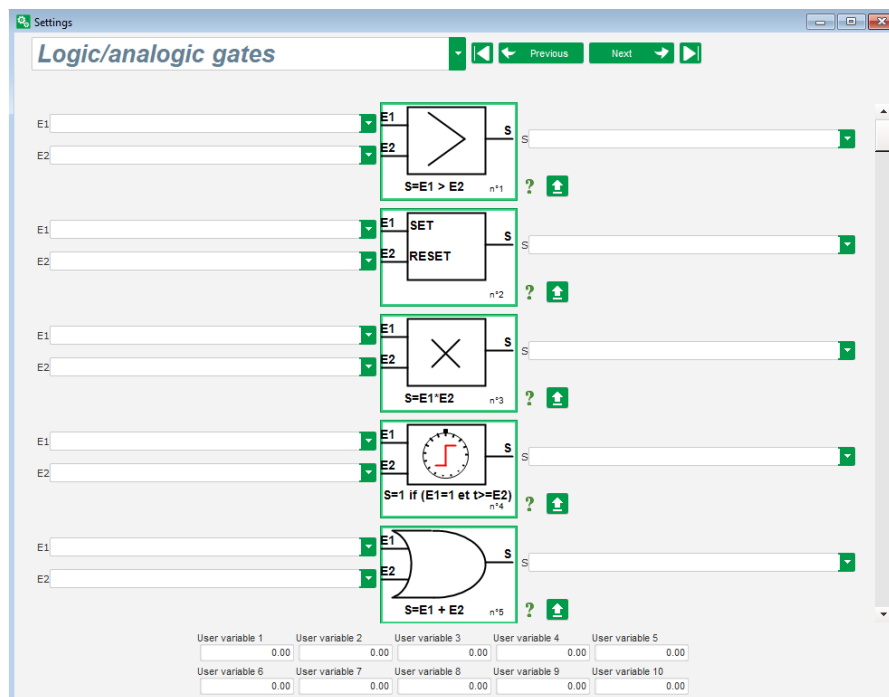 Settings
Logic/analogic gates
Previous
Next
E1
E1
S
S
E2
E2
S=E1 > E2
n°1
?
E1
E1
SET
S
S
E2
E2
RESET
n°2
?
E1
E1
S
S
E2
E2
S=E1*E2
n°3
?
E1
E1
S
S
E2
E2
S=1 if (E1=1 et t>=E2)
n°4
?
E1
E1
S
S
E2
E2
S=E1 + E2
n°5
?
User variable 1 User variable 2 User variable 3 User variable 4 User variable 5
0.00 0.00 0.00 0.00 0.00
User variable 6 User variable 7 User variable 8 User variable 9 User variable 10
0.00 0.00 0.00 0.00 0.00